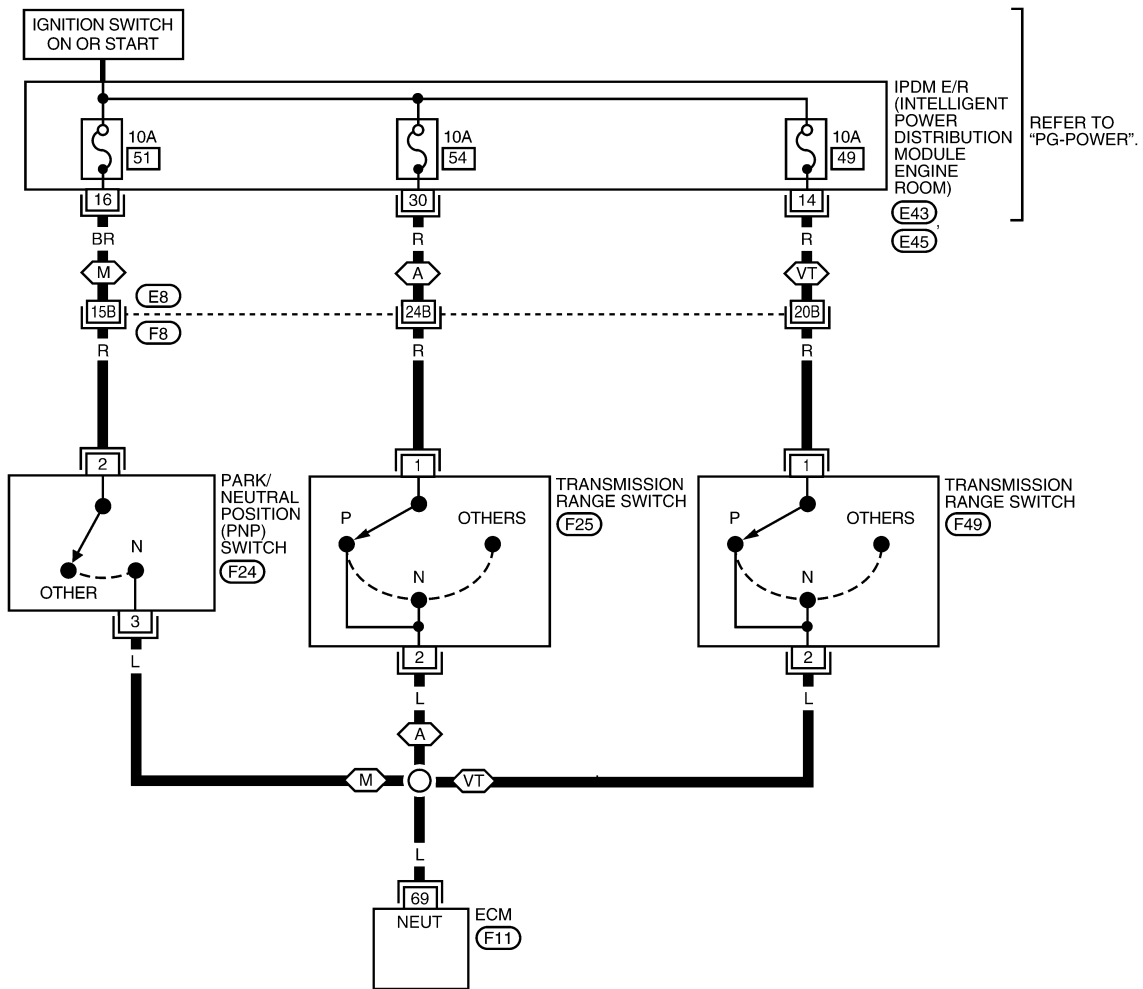 IGNITION SWITCH
ON OR START
IPDM E/R
(INTELLIGENT
POWER
DISTRIBUTION
MODULE
ENGINE
ROOM)
E43 ,
E45
REFER TO
“PG-POWER”.
10A
51
10A
54
10A
49
16
30
14
BR
R
R
M
A
VT
E8
15B
24B
20B
F8
R
R
R
2
1
1
PARK/
NEUTRAL
POSITION
(PNP)
SWITCH
F24
N
OTHER
TRANSMISSION
RANGE SWITCH
F25
P
OTHERS
N
TRANSMISSION
RANGE SWITCH
F49
P
OTHERS
N
3
2
2
L
L
L
A
M
VT
L
69
NEUT
ECM
F11